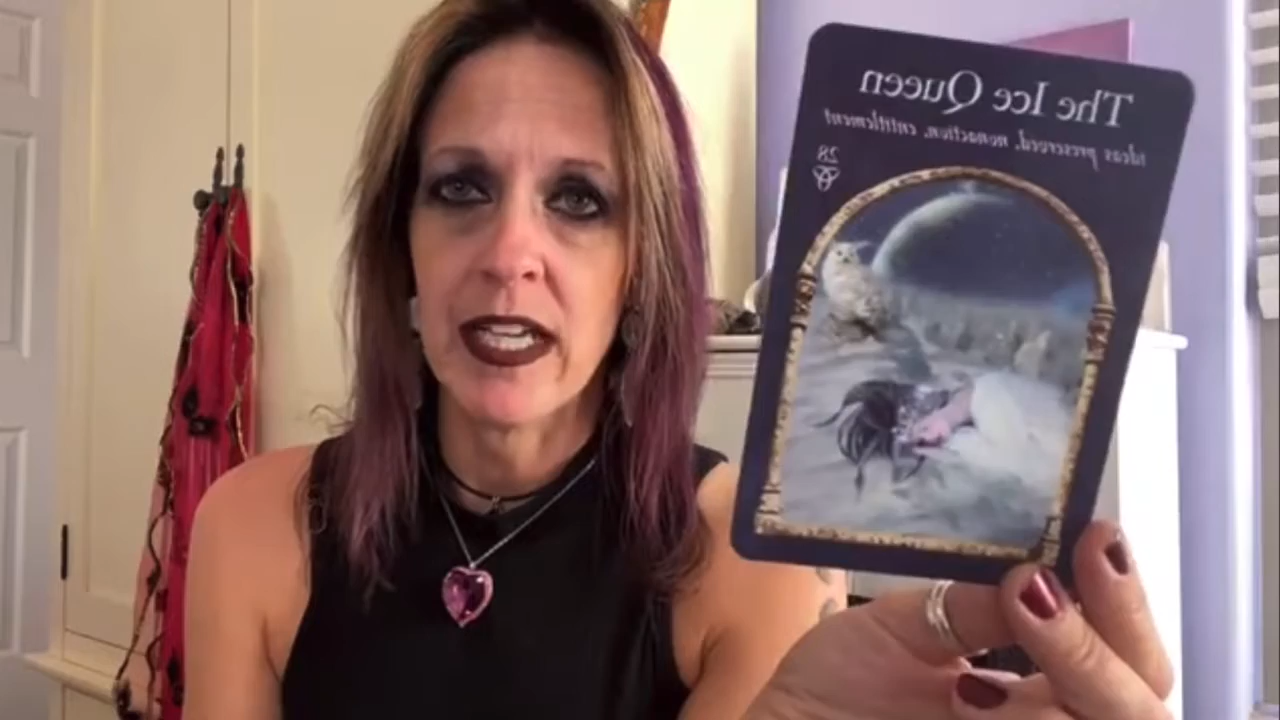 The Ice Queen
ideas preserved, nonaction, entitlement
28